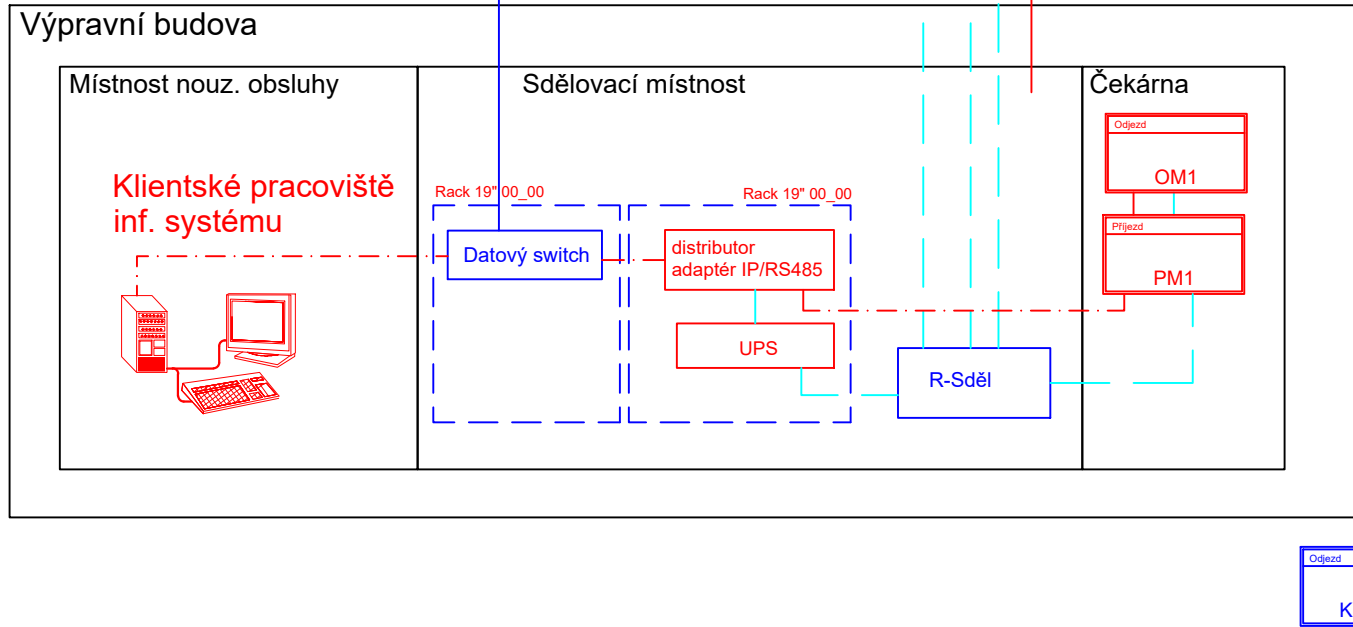 Výpravní budova
Místnost nouz. obsluhy
Sdělovací místnost
Čekárna
Klientské pracoviště
inf. systému
Rack 19" 00_00
Rack 19" 00_00
Datový switch
distributor
adaptér IP/RS485
UPS
R-Sděl
Odjezd
OM1
Příjezd
PM1
Odjezd
K